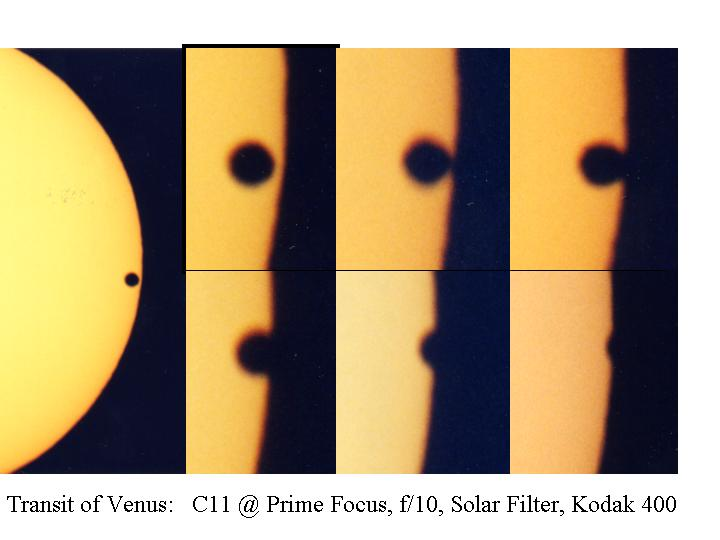 Transit of Venus:   C11 @ Prime Focus, f/10, Solar Filter, Kodak 400